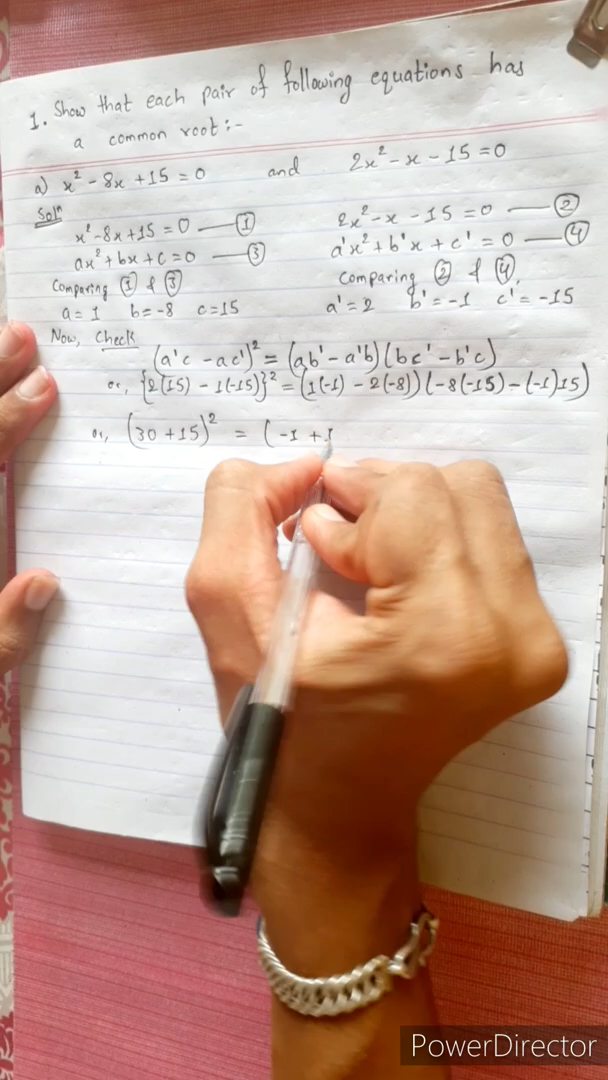 1. Show that each pair of following equations has
a common root:-
a) x² - 8x + 15 = 0 and 2x² - x - 15 = 0
Solⁿ
x² - 8x + 15 = 0 —— ① 2x² - x - 15 = 0 —— ②
ax² + bx + c = 0 —— ③ a'x² + b'x + c' = 0 —— ④
Comparing ① & ③ Comparing ② & ④,
a = 1 b = -8 c = 15 a' = 2 b' = -1 c' = -15
Now, Check
(a'c - ac')² = (ab' - a'b) (bc' - b'c)
or, {2(15) - 1(-15)}² = (1(-1) - 2(-8)) (-8(-15) - (-1)15)
or, (30 + 15)² = (-1 + 1
PowerDirector